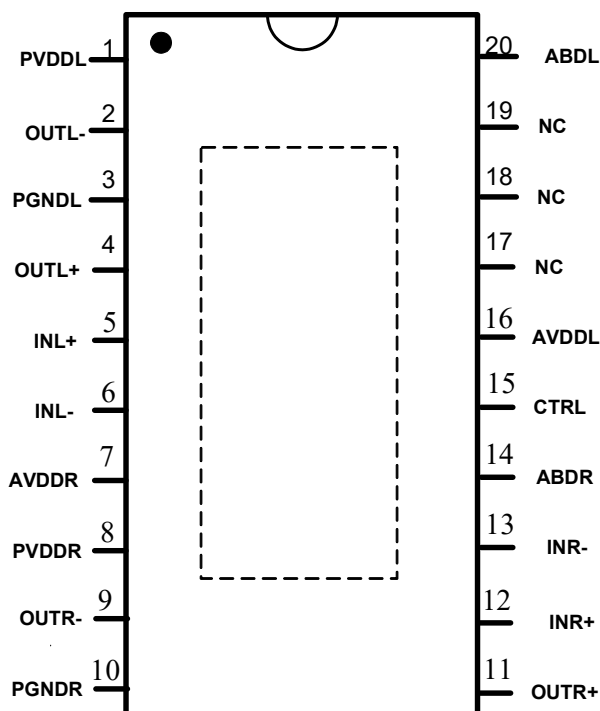 PVDDL 1 20 ABDL
OUTL- 2 19 NC
PGNDL 3 18 NC
OUTL+ 4 17 NC
INL+ 5 16 AVDDL
INL- 6 15 CTRL
AVDDR 7 14 ABDR
PVDDR 8 13 INR-
OUTR- 9 12 INR+
PGNDR 10 11 OUTR+